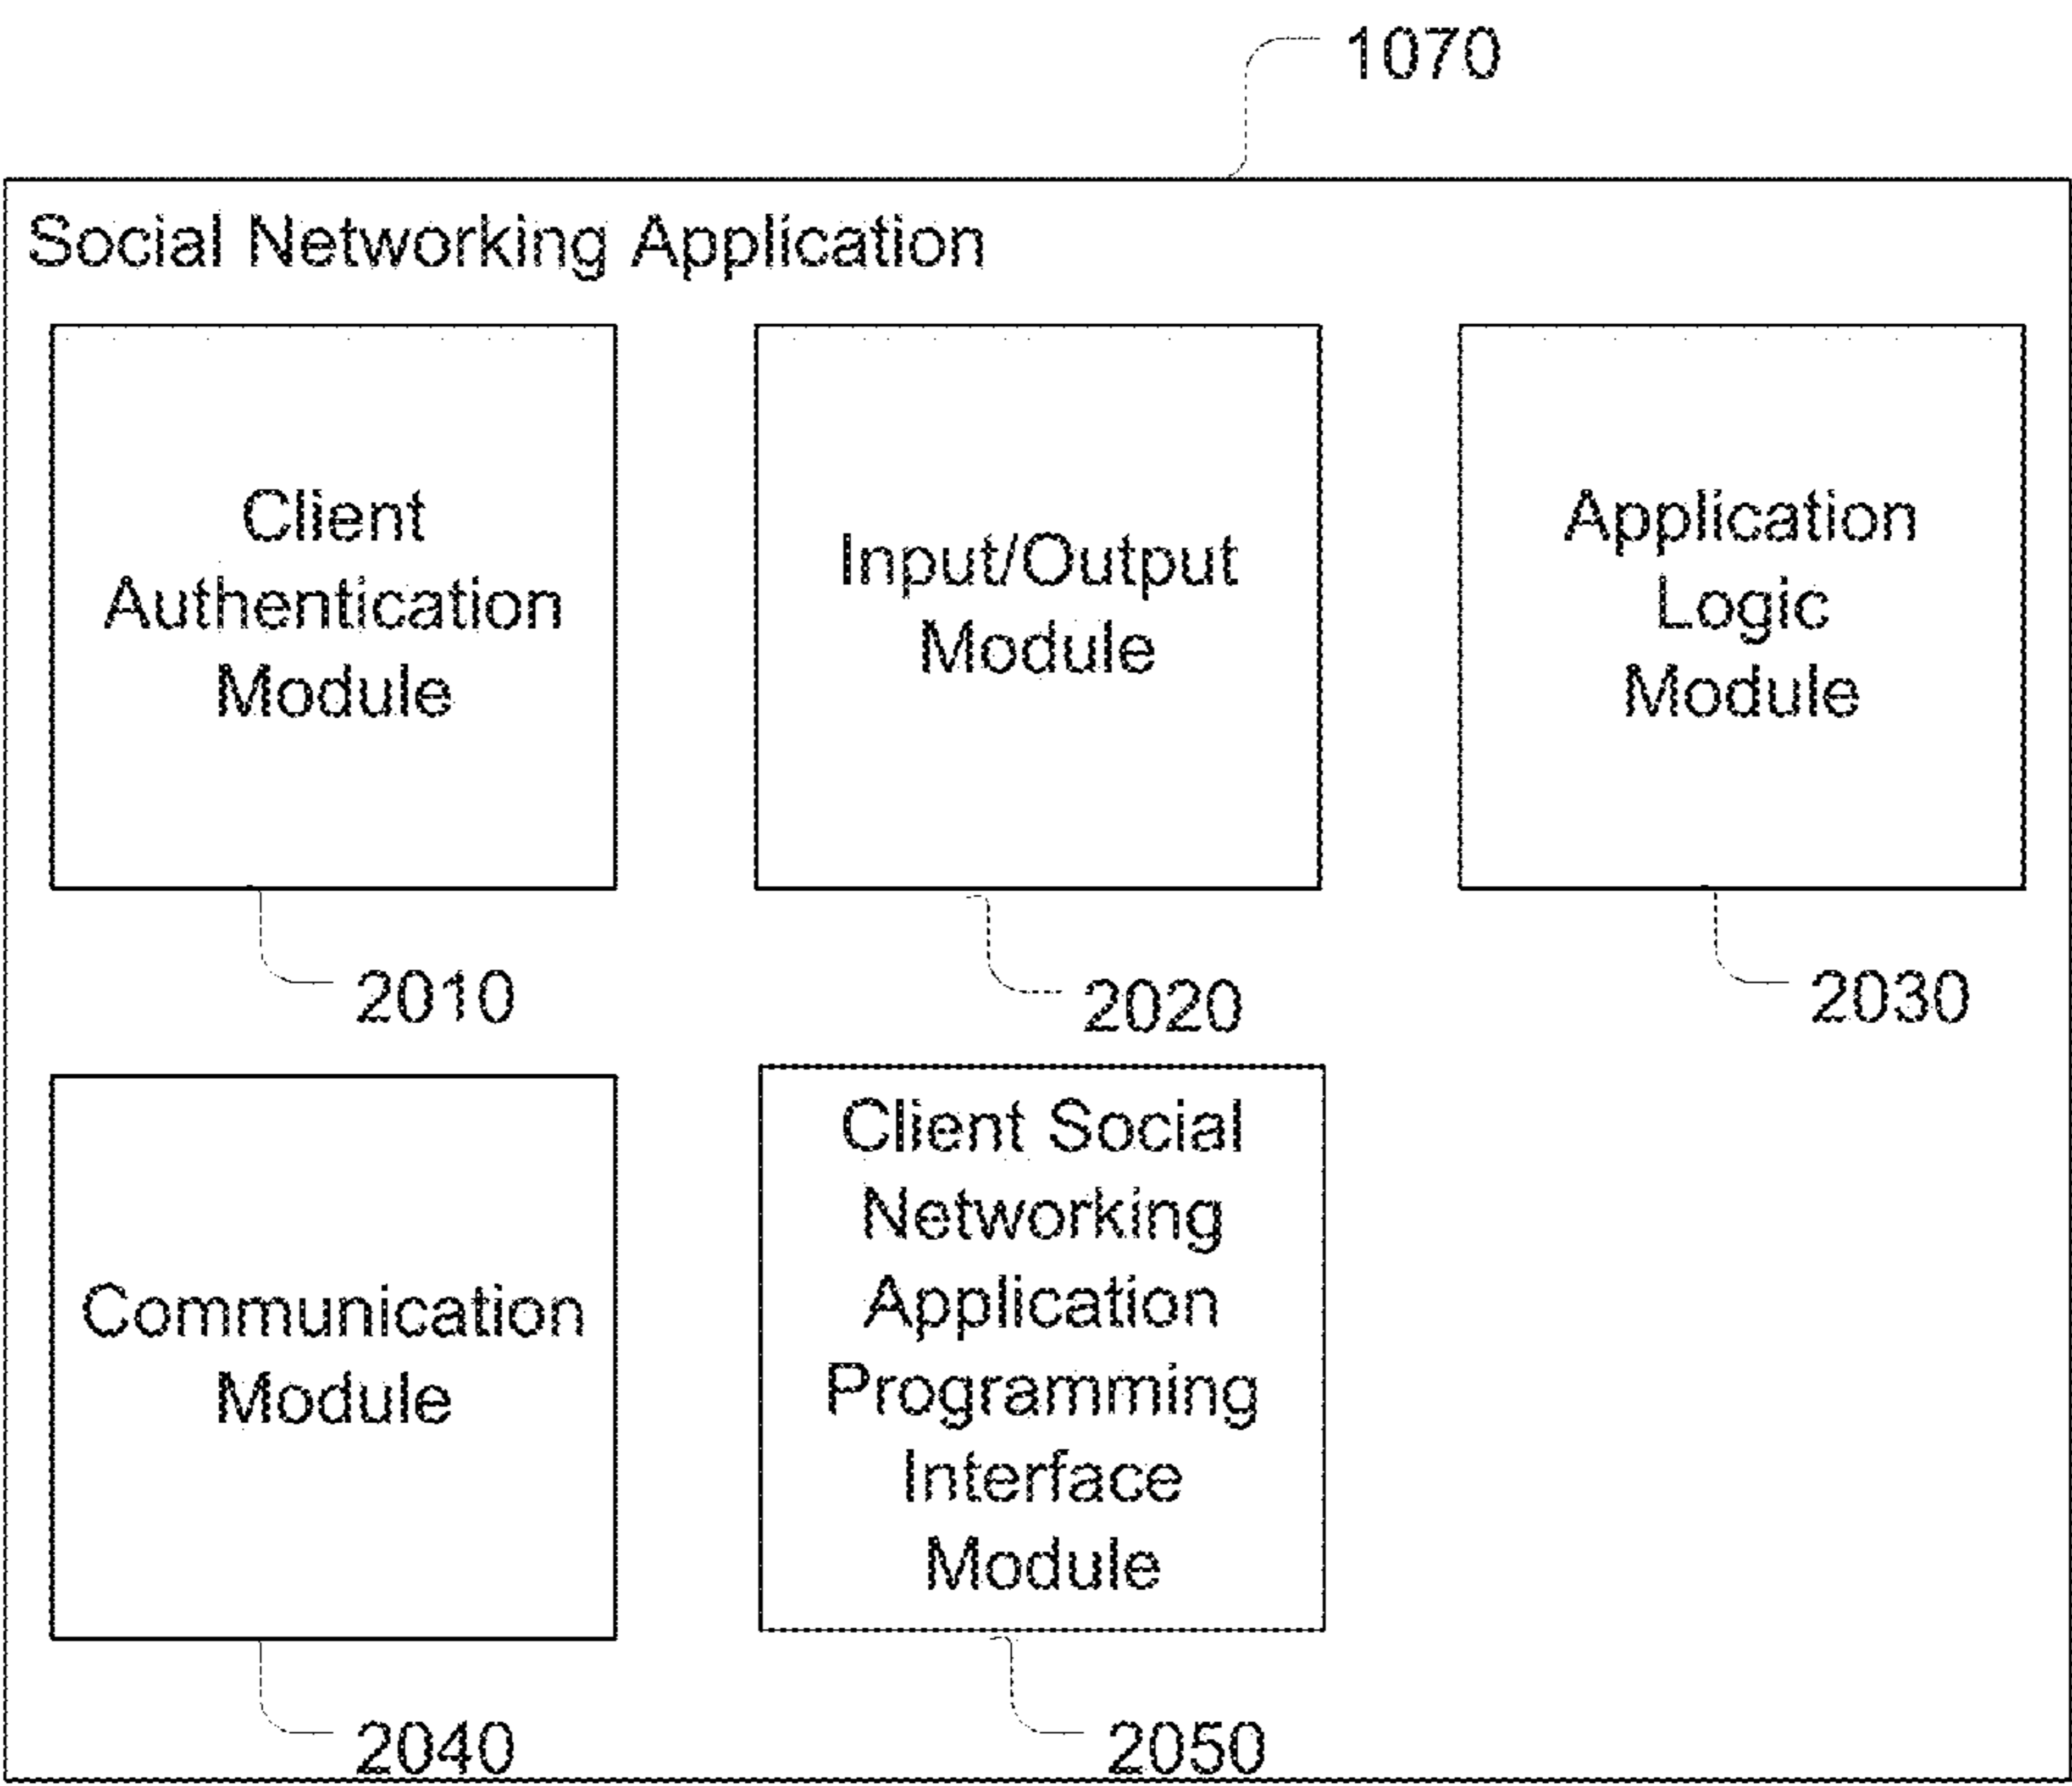 1070
Social Networking Application
Client
Authentication
Module
Input/Output
Module
Application
Logic
Module
2010
2020
2030
Communication
Module
Client Social
Networking
Application
Programming
Interface
Module
2040
2050